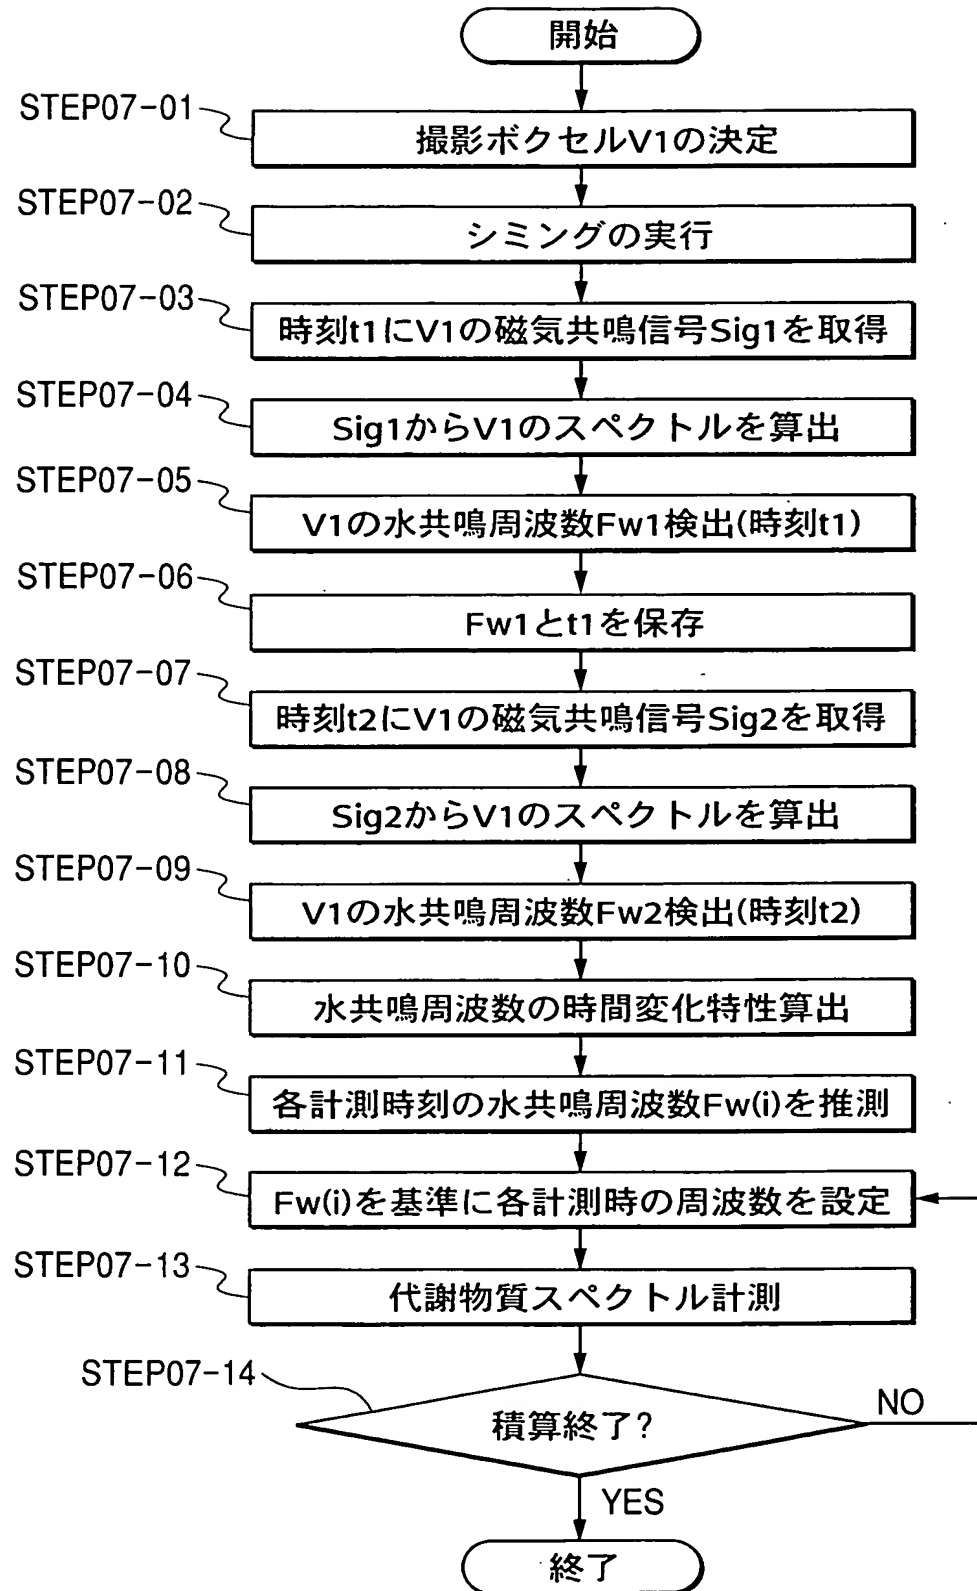 開始
STEP07-01
撮影ボクセルV1の決定
STEP07-02
シミングの実行
STEP07-03
時刻t1にV1の磁気共鳴信号Sig1を取得
STEP07-04
Sig1からV1のスペクトルを算出
STEP07-05
V1の水共鳴周波数Fw1検出(時刻t1)
STEP07-06
Fw1とt1を保存
STEP07-07
時刻t2にV1の磁気共鳴信号Sig2を取得
STEP07-08
Sig2からV1のスペクトルを算出
STEP07-09
V1の水共鳴周波数Fw2検出(時刻t2)
STEP07-10
水共鳴周波数の時間変化特性算出
STEP07-11
各計測時刻の水共鳴周波数Fw(i)を推測
STEP07-12
Fw(i)を基準に各計測時の周波数を設定
STEP07-13
代謝物質スペクトル計測
STEP07-14
積算終了?
NO
YES
終了